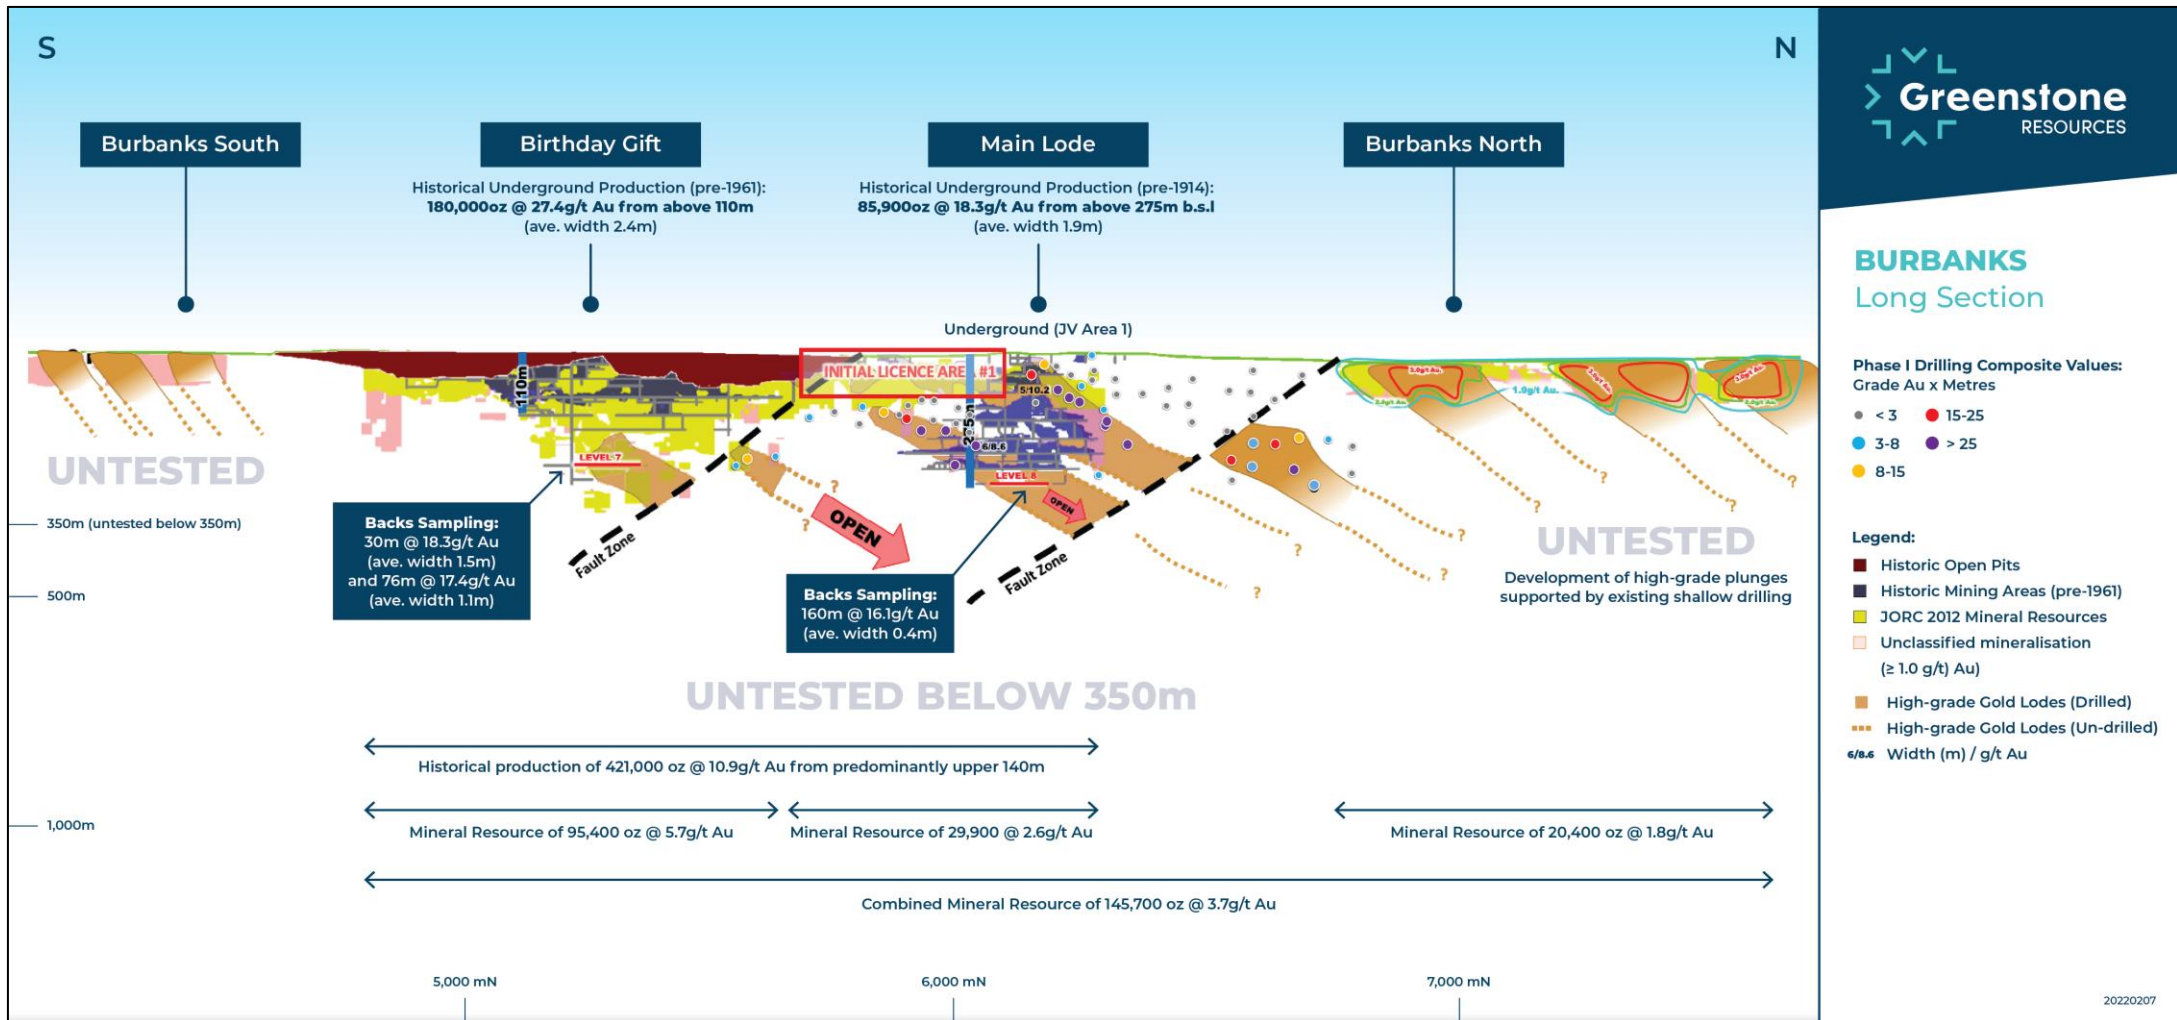 S
N
Burbanks South
Birthday Gift
Main Lode
Burbanks North
Historical Underground Production (pre-1961):
180,000oz @ 27.4g/t Au from above 110m
(ave. width 2.4m)
Historical Underground Production (pre-1914):
85,900oz @ 18.3g/t Au from above 275m b.s.l
(ave. width 1.9m)
Underground (JV Area 1)
INITIAL LICENCE AREA #1
110m
5/10.2
6/8.6
LEVEL 7
LEVEL 8
3.0g/t Au.
2.0g/t Au.
1.0g/t Au.
UNTESTED
350m (untested below 350m)
500m
1,000m
Backs Sampling:
30m @ 18.3g/t Au
(ave. width 1.5m)
and 76m @ 17.4g/t Au
(ave. width 1.1m)
Fault Zone
?
?
OPEN
OPEN
Backs Sampling:
160m @ 16.1g/t Au
(ave. width 0.4m)
Fault Zone
?
?
?
?
?
?
?
?
UNTESTED
Development of high-grade plunges
supported by existing shallow drilling
UNTESTED BELOW 350m
Historical production of 421,000 oz @ 10.9g/t Au from predominantly upper 140m
Mineral Resource of 95,400 oz @ 5.7g/t Au
Mineral Resource of 29,900 @ 2.6g/t Au
Mineral Resource of 20,400 oz @ 1.8g/t Au
Combined Mineral Resource of 145,700 oz @ 3.7g/t Au
5,000 mN
6,000 mN
7,000 mN
Greenstone
RESOURCES
BURBANKS
Long Section
Phase I Drilling Composite Values:
Grade Au x Metres
< 3
15-25
3-8
> 25
8-15
Legend:
Historic Open Pits
Historic Mining Areas (pre-1961)
JORC 2012 Mineral Resources
Unclassified mineralisation
(≥ 1.0 g/t) Au)
High-grade Gold Lodes (Drilled)
High-grade Gold Lodes (Un-drilled)
6/8.6 Width (m) / g/t Au
20220207